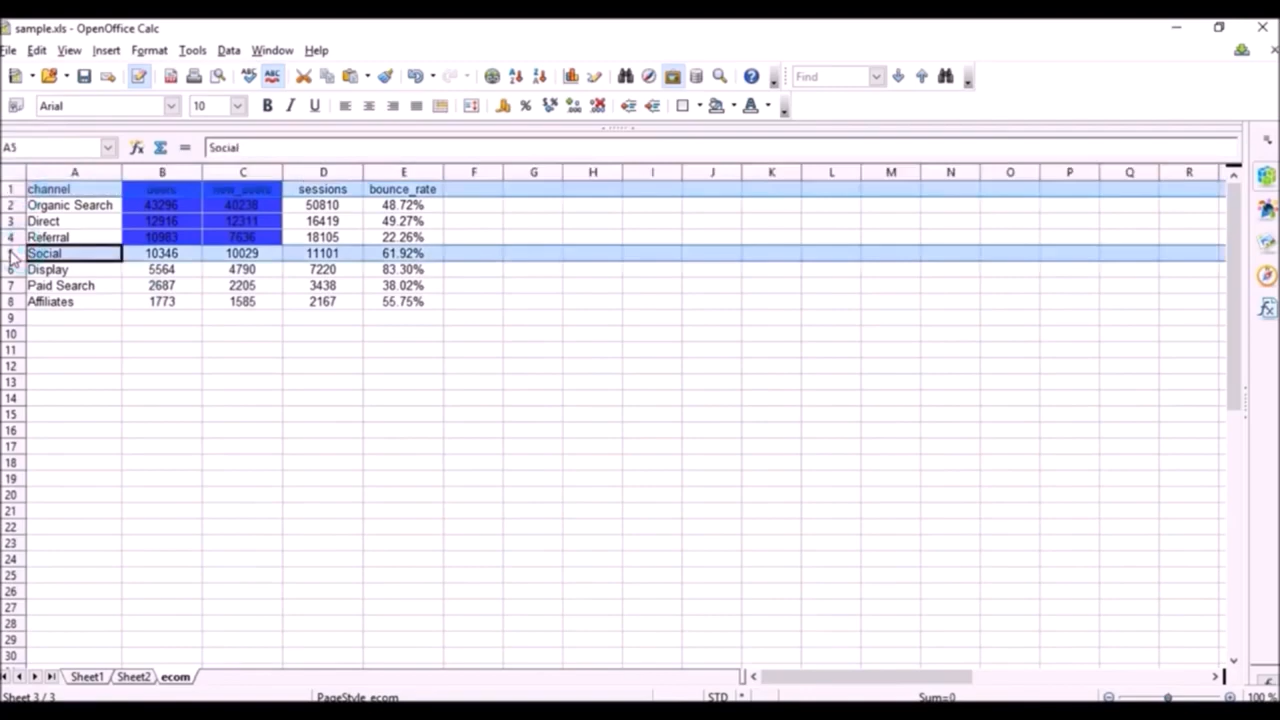 sample.xls - OpenOffice Calc
File Edit View Insert Format Tools Data Window Help
Find
Arial 10
A5 Social
A B C D E F G H I J K L M N O P Q R
1 channel users new_users sessions bounce_rate
2 Organic Search 43296 40238 50810 48.72%
3 Direct 12916 12311 16419 49.27%
4 Referral 10983 7636 18105 22.26%
5 Social 10346 10029 11101 61.92%
6 Display 5564 4790 7220 83.30%
7 Paid Search 2687 2205 3438 38.02%
8 Affiliates 1773 1585 2167 55.75%
9
10
11
12
13
14
15
16
17
18
19
20
21
22
23
24
25
26
27
28
29
30
Sheet1 Sheet2 ecom
Sheet 3 / 3 PageStyle_ecom STD * Sum=0 100 %